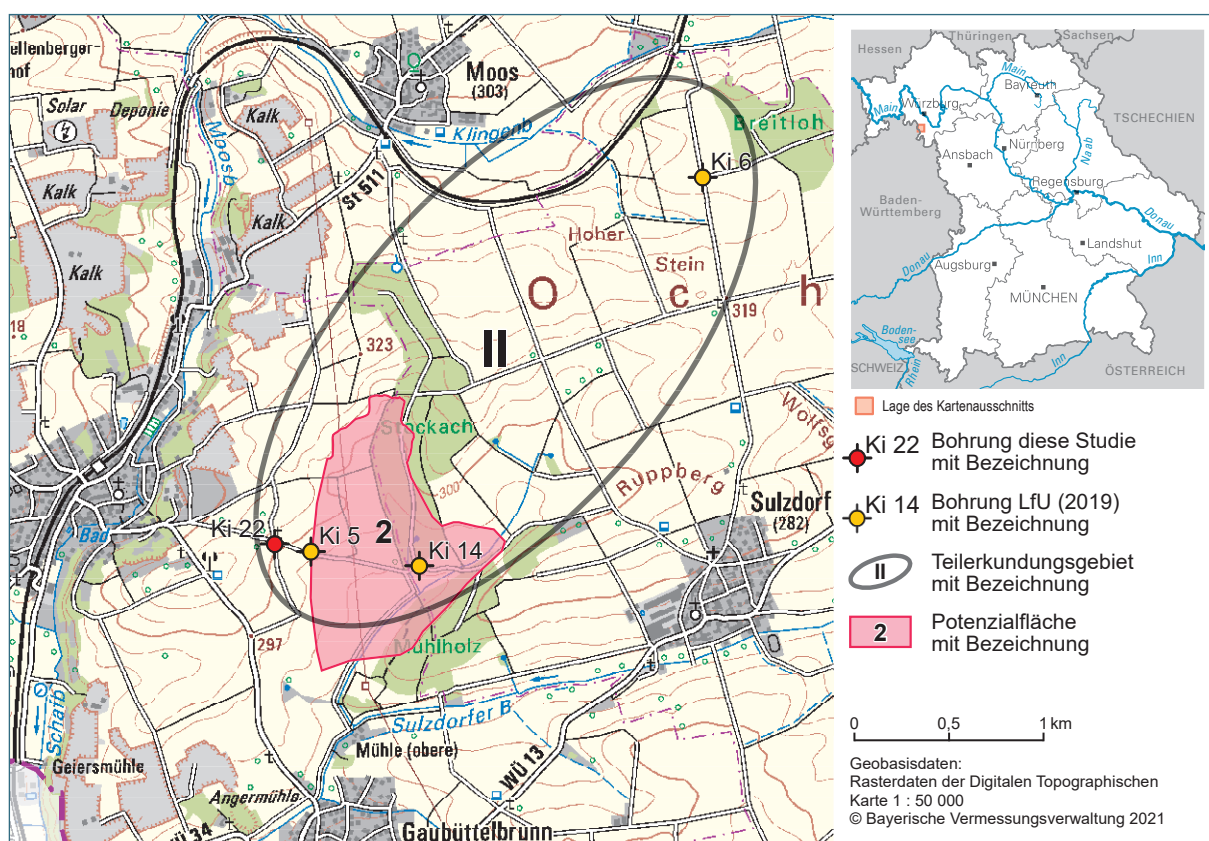 ellenberger-
hof
Solar
Deponie
Moosb
Kalk
Moos
(303)
Klingenb
Breitloh
Ki 6
Kalk
St 511
Kalk
Kalk
Hoher
Stein
O c h
319
II
323
18
Stockach
300
Wolfsg
Ruppberg
Sulzdorf
(282)
Bad
Ki 22
Ki 5
2
Ki 14
297
Mühlholz
Schafb
Sulzdorfer B
Mühle (obere)
WÜ 13
Geiersmühle
Angermühle
WÜ 34
Gaubüttelbrunn
Hessen
Thüringen
Sachsen
Main
Bayreuth
Main
Würzburg
TSCHECHIEN
Nürnberg
Naab
Ansbach
Regensburg
Baden-
Württemberg
Donau
Landshut
Donau
Augsburg
Inn
MÜNCHEN
Boden-
see
SCHWEIZ
Rhein
Inn
ÖSTERREICH
Lage des Kartenausschnitts
Ki 22 Bohrung diese Studie
mit Bezeichnung
Ki 14 Bohrung LfU (2019)
mit Bezeichnung
II Teilerkundungsgebiet
mit Bezeichnung
2 Potenzialfläche
mit Bezeichnung
0 0,5 1 km
Geobasisdaten:
Rasterdaten der Digitalen Topographischen
Karte 1 : 50 000
© Bayerische Vermessungsverwaltung 2021